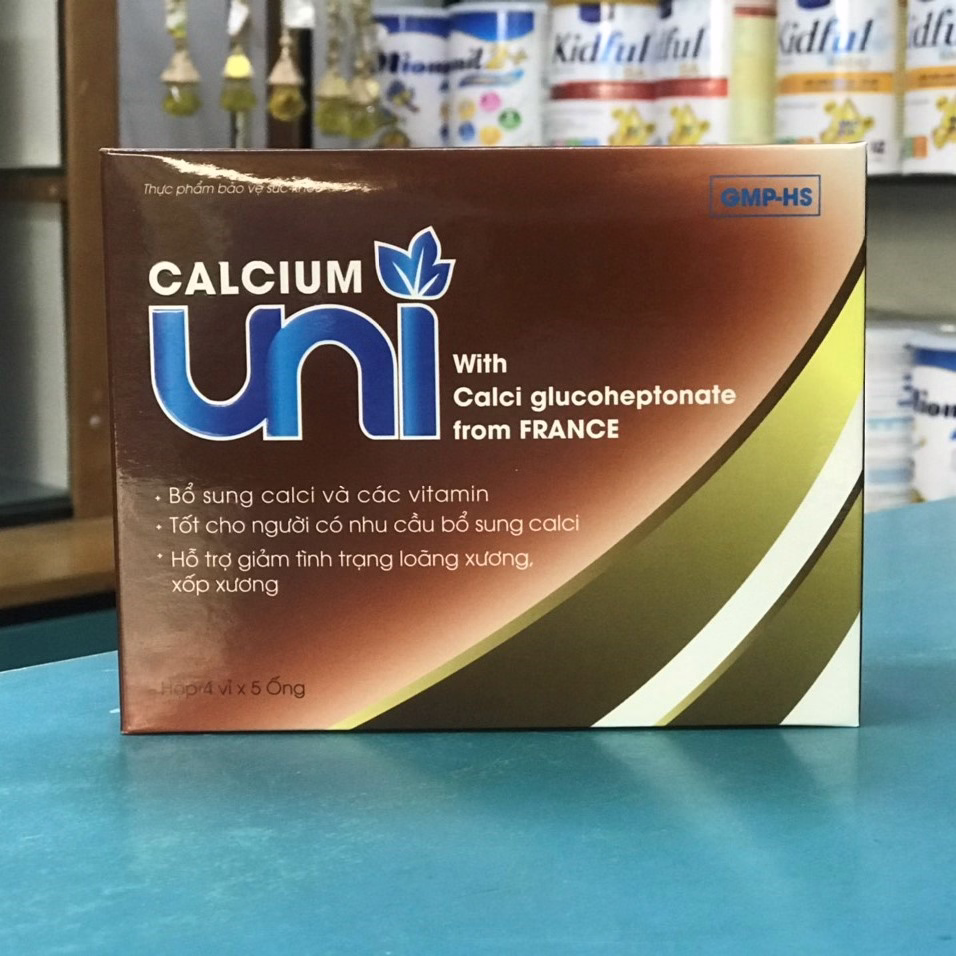 Kidful
Kidful
Thực phẩm bảo vệ sức khỏe
GMP-HS
CALCIUM
uni
With
Calci glucoheptonate
from FRANCE
• Bổ sung calci và các vitamin
• Tốt cho người có nhu cầu bổ sung calci
• Hỗ trợ giảm tình trạng loãng xương,
xốp xương
Hộp 4 vỉ x 5 Ống